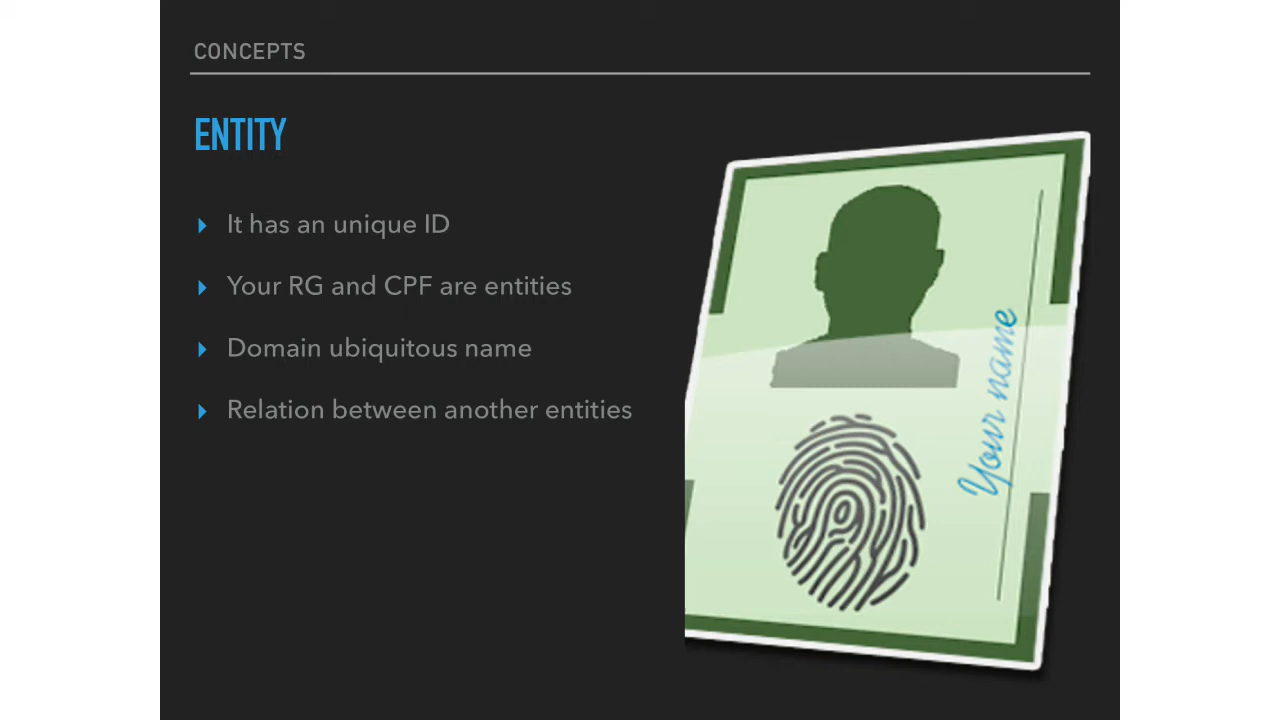 CONCEPTS
ENTITY
It has an unique ID
Your RG and CPF are entities
Domain ubiquitous name
Relation between another entities
Your name